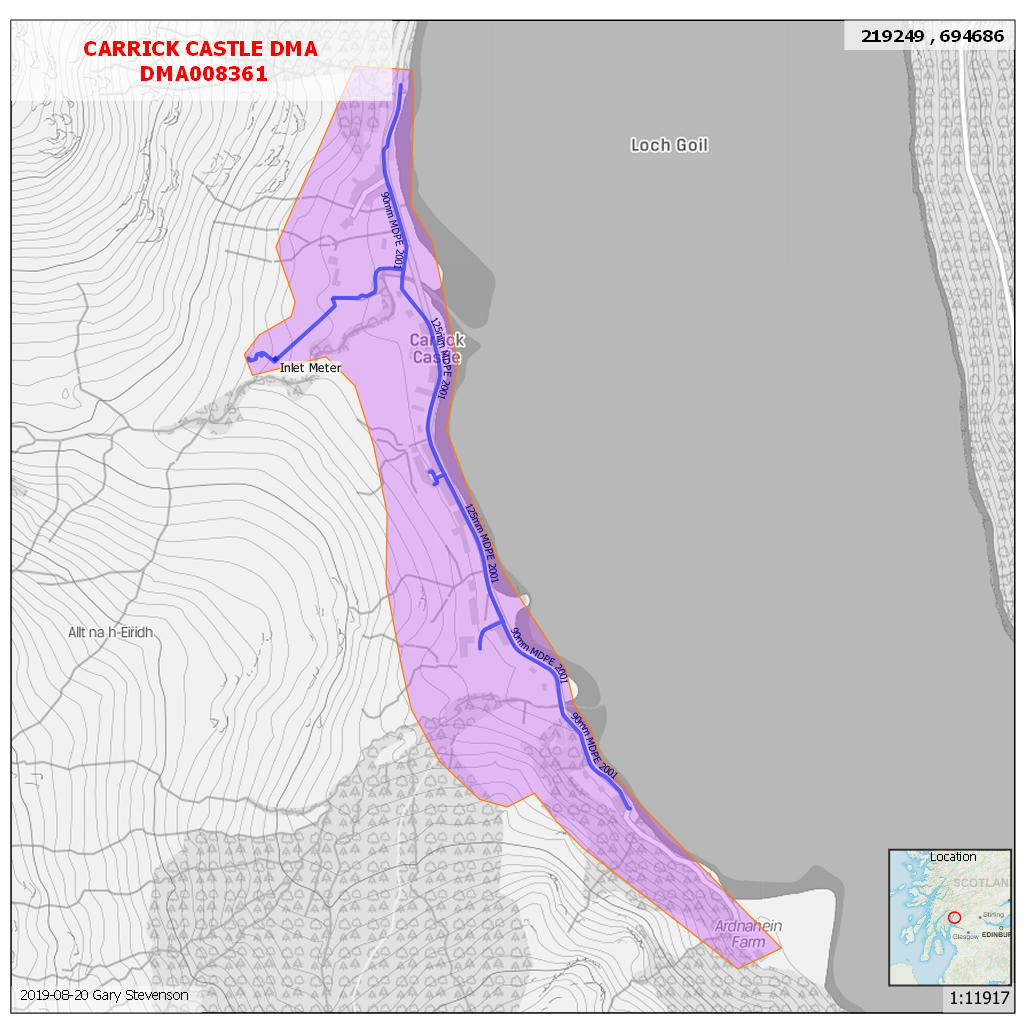 CARRICK CASTLE DMA
DMA008361
219249 , 694686
Loch Goil
90mm MDPE 2001
125mm MDPE 2001
Carrick
Castle
Inlet Meter
125mm MDPE 2001
Allt na h-Eiridh
90mm MDPE 2001
90mm MDPE 2001
Location
SCOTLAN
Stirling
Glasgow
EDINBUR
Ardnahein
Farm
2019-08-20 Gary Stevenson
1:11917